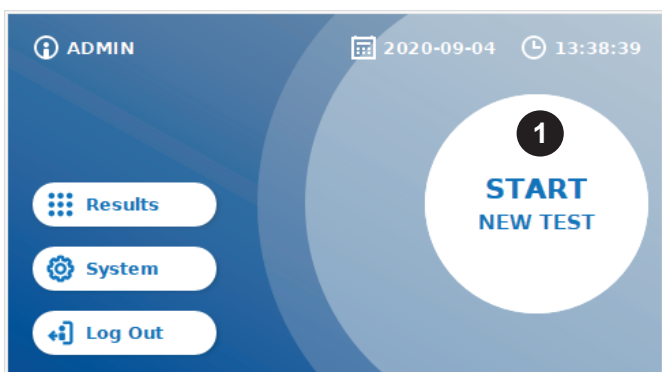 ADMIN 2020-09-04 13:38:39
1
START
NEW TEST
Results
System
Log Out